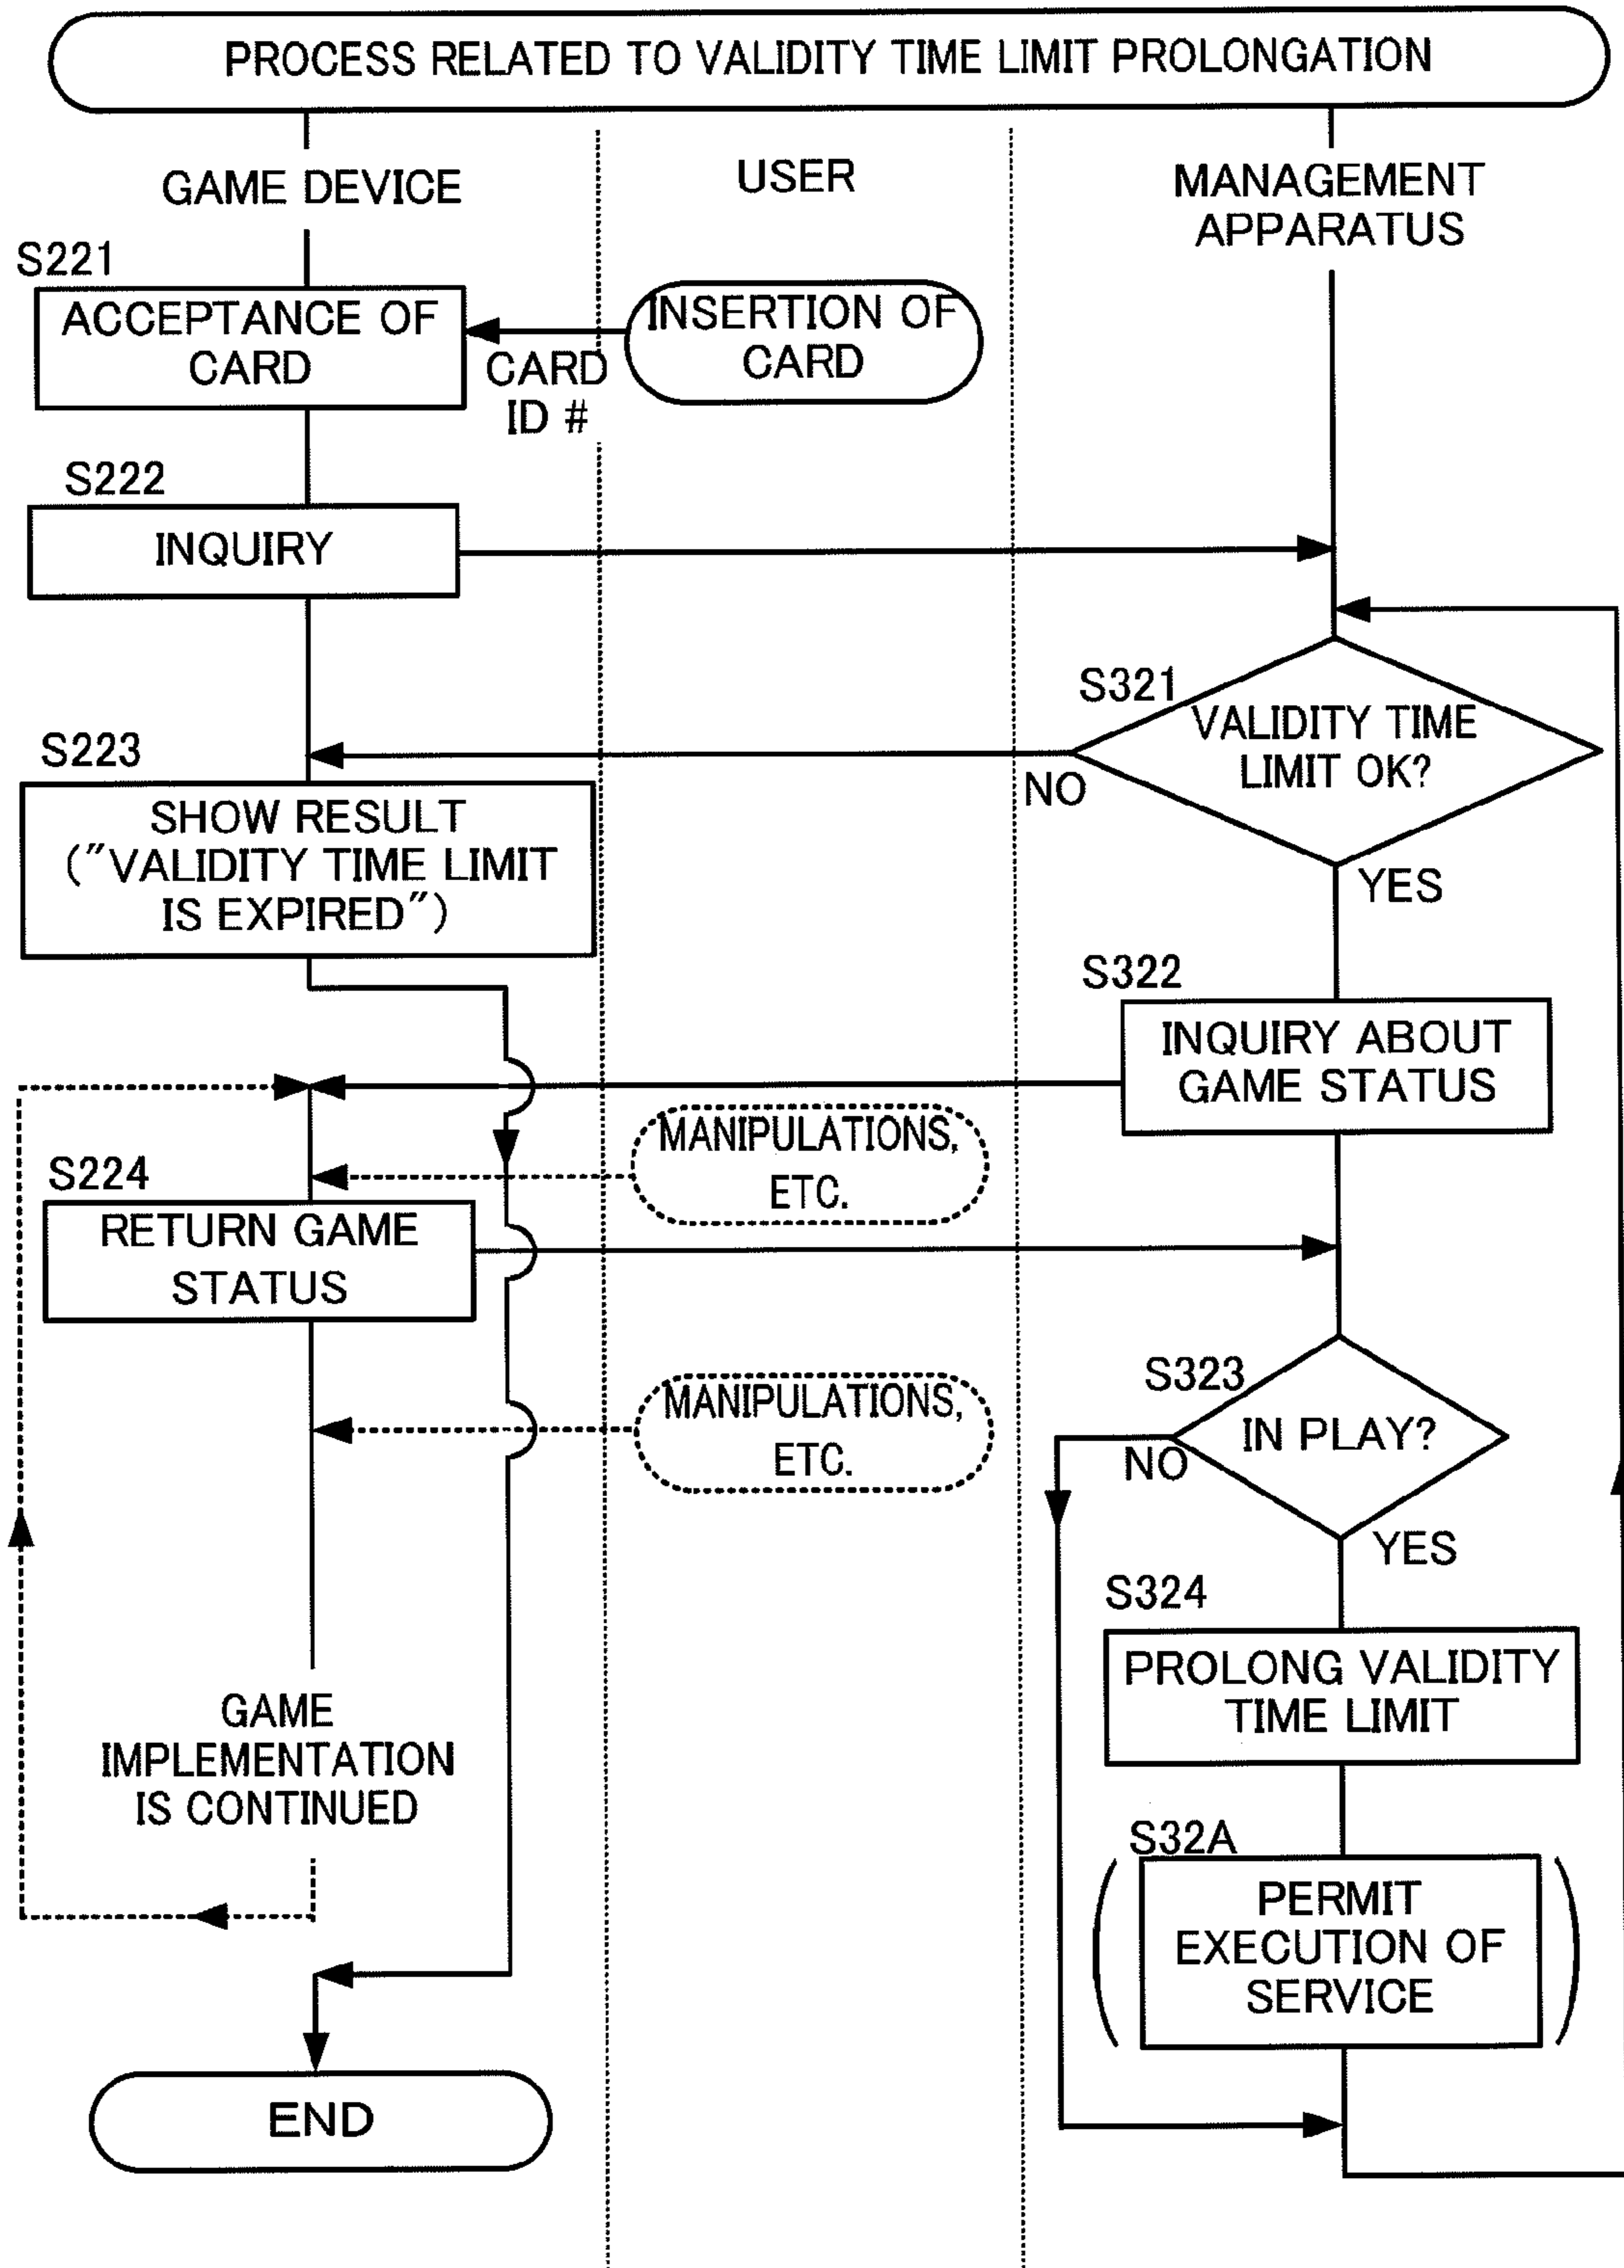 PROCESS RELATED TO VALIDITY TIME LIMIT PROLONGATION
GAME DEVICE
USER
MANAGEMENT
APPARATUS
S221
ACCEPTANCE OF
CARD
CARD
ID #
INSERTION OF
CARD
S222
INQUIRY
S321
VALIDITY TIME
LIMIT OK?
NO
YES
S223
SHOW RESULT
("VALIDITY TIME LIMIT
IS EXPIRED")
S322
INQUIRY ABOUT
GAME STATUS
MANIPULATIONS,
ETC.
S224
RETURN GAME
STATUS
MANIPULATIONS,
ETC.
S323
IN PLAY?
NO
YES
S324
PROLONG VALIDITY
TIME LIMIT
GAME
IMPLEMENTATION
IS CONTINUED
S32A
PERMIT
EXECUTION OF
SERVICE
END